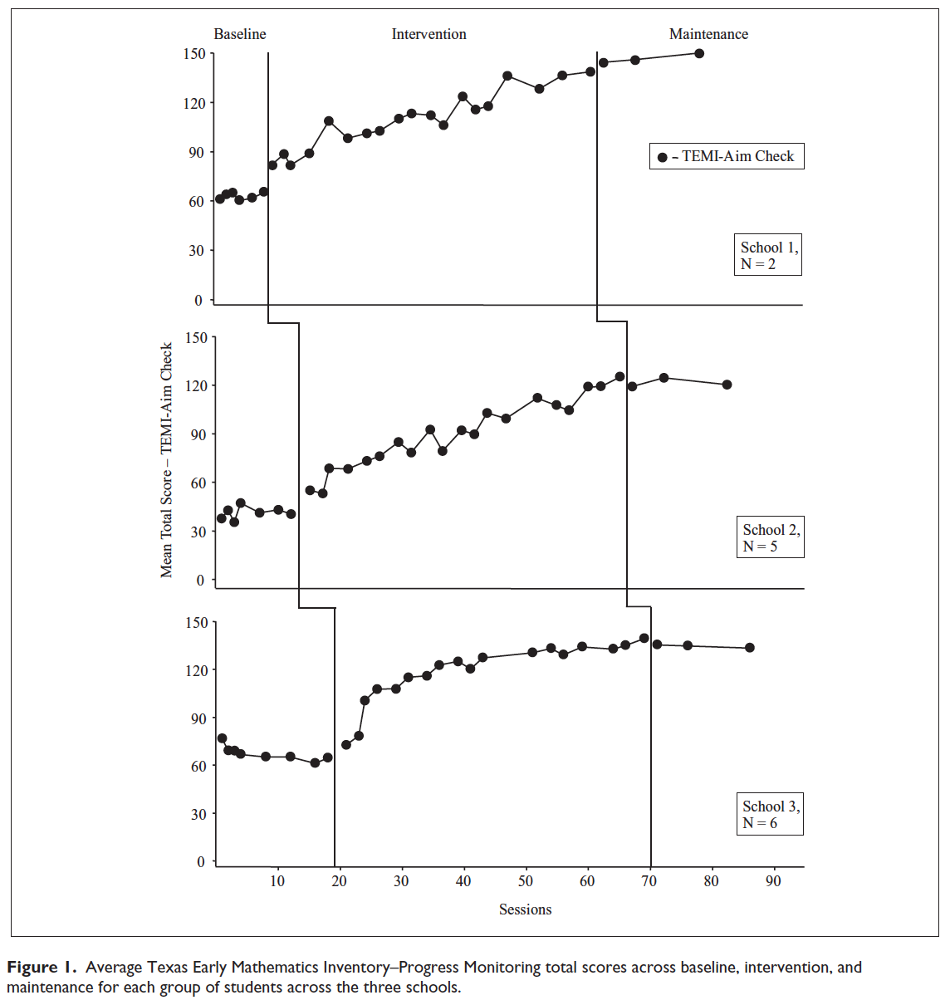 Baseline Intervention Maintenance
150
120
90
60
30
0
– TEMI-Aim Check
School 1,
N = 2
Mean Total Score – TEMI-Aim Check
150
120
90
60
30
0
School 2,
N = 5
150
120
90
60
30
0
School 3,
N = 6
10 20 30 40 50 60 70 80 90
Sessions
Figure 1. Average Texas Early Mathematics Inventory–Progress Monitoring total scores across baseline, intervention, and
maintenance for each group of students across the three schools.